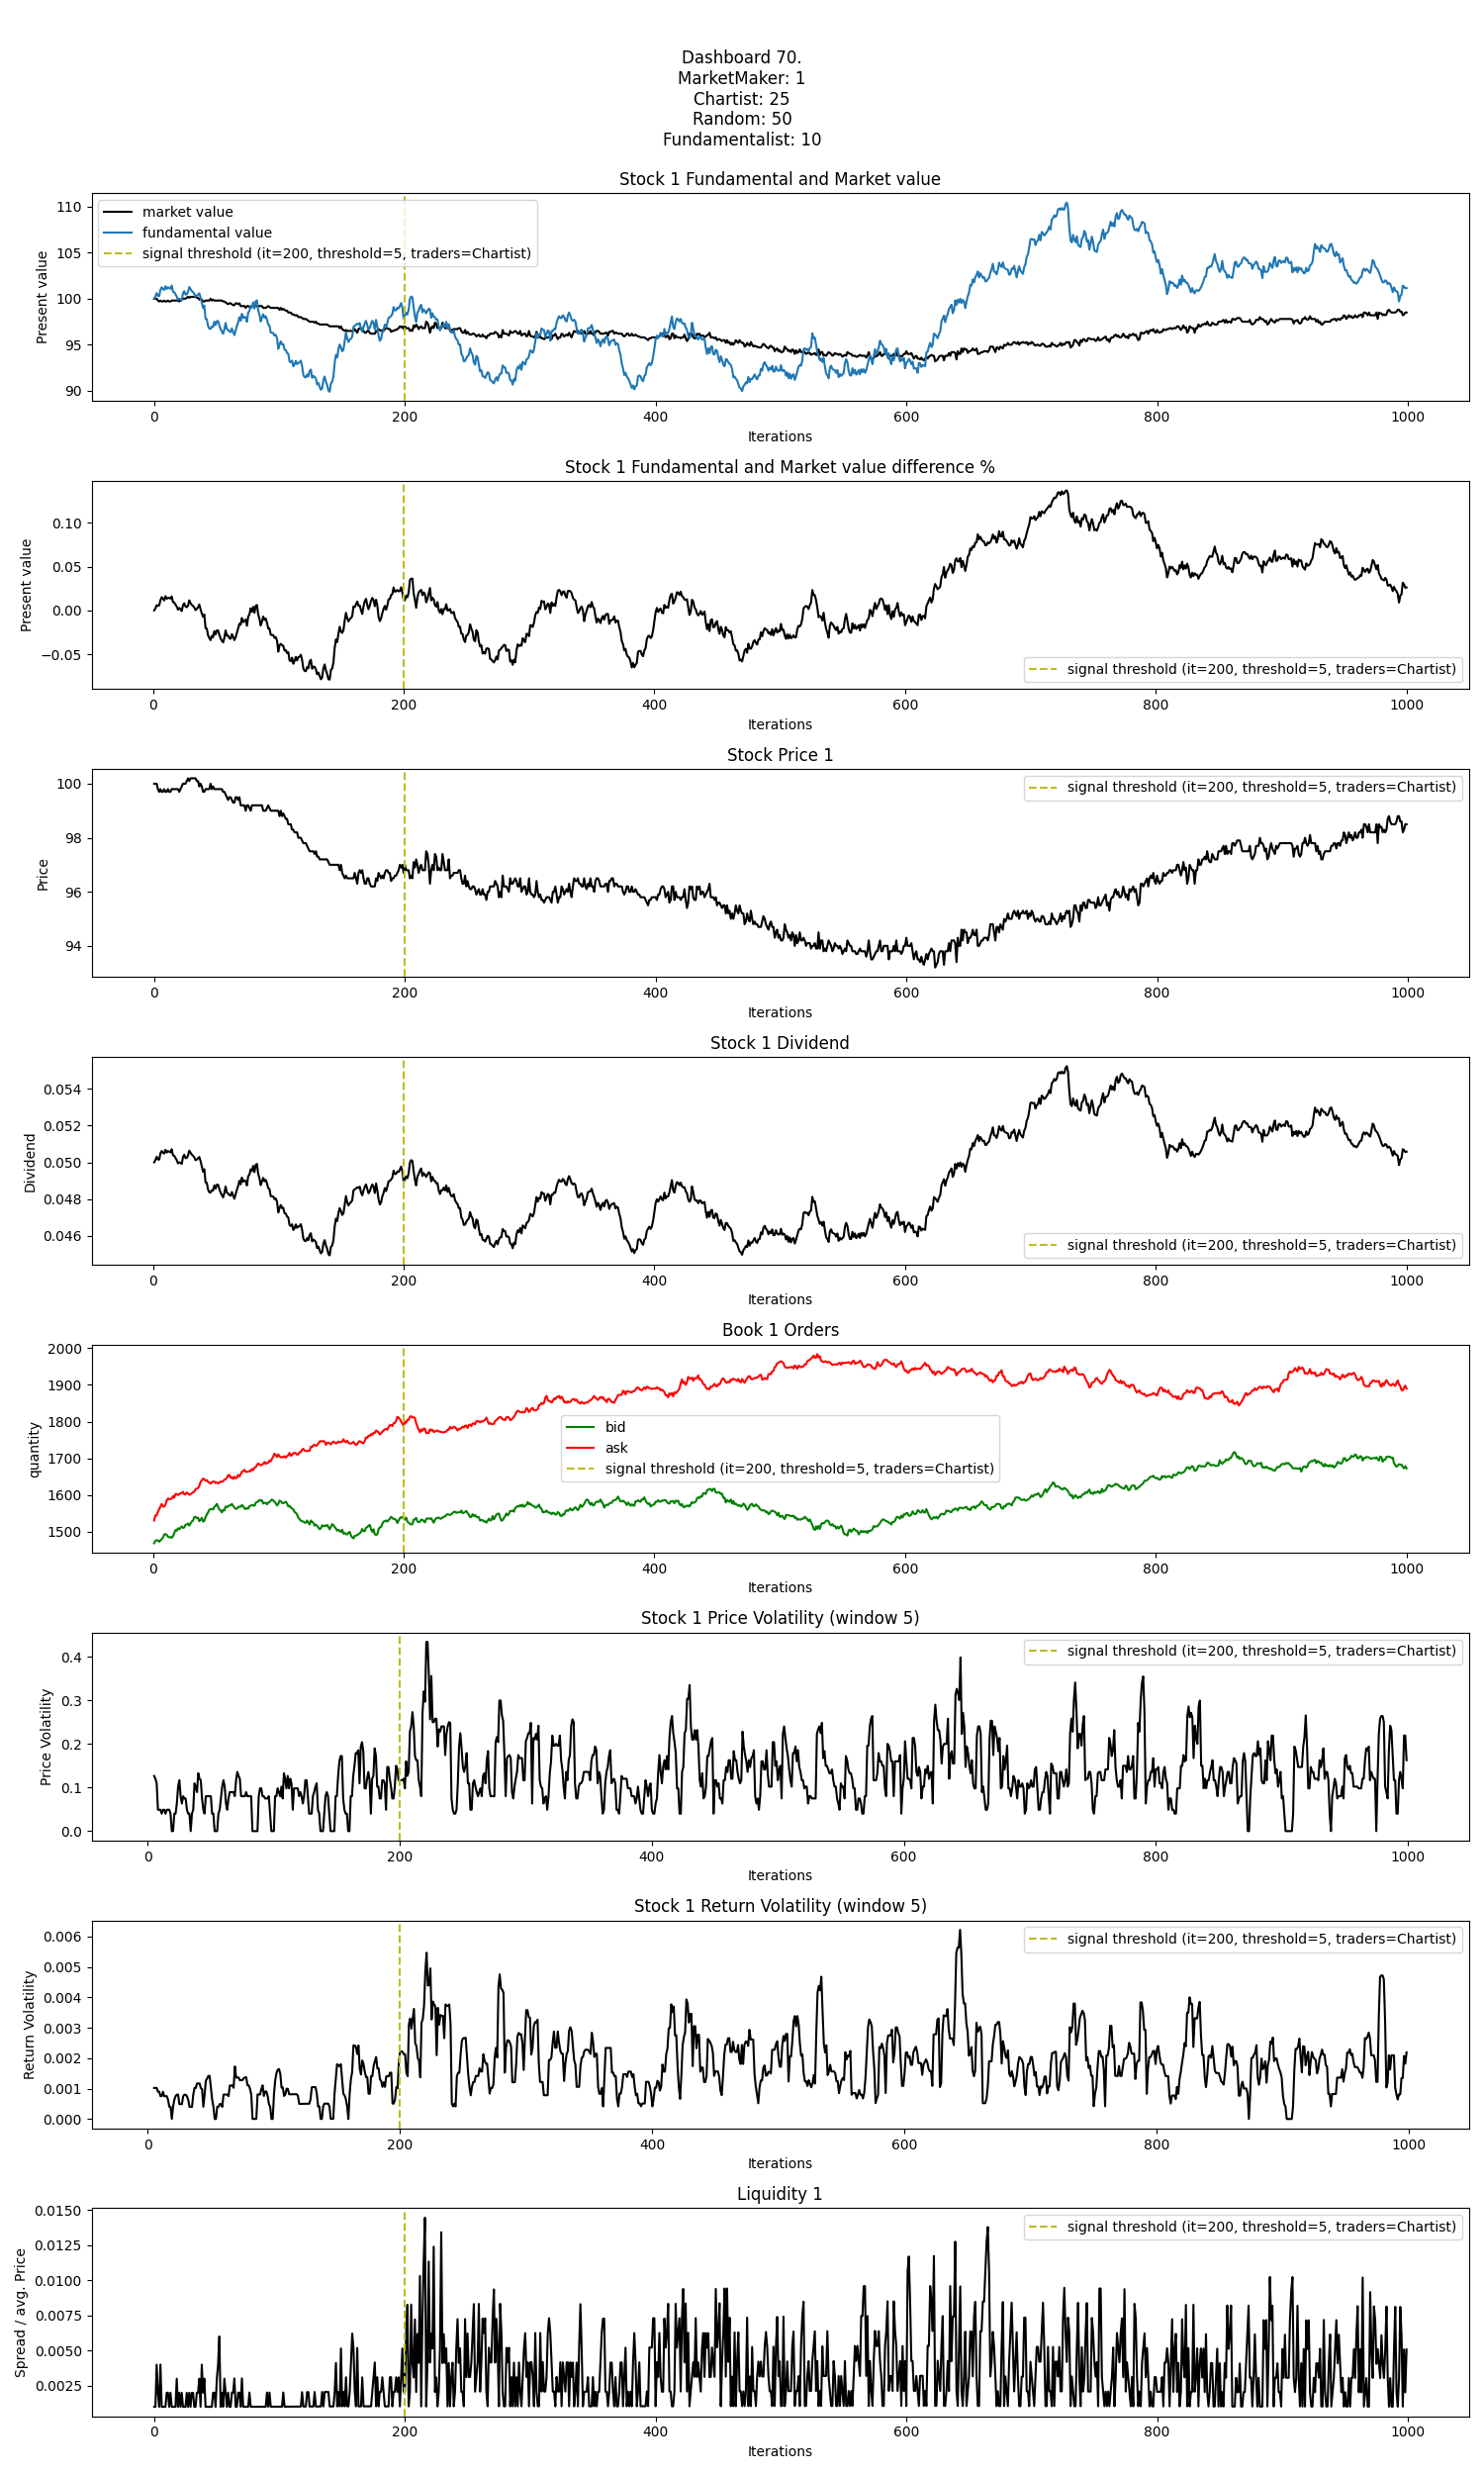 Dashboard 70.
MarketMaker: 1
Chartist: 25
Random: 50
Fundamentalist: 10
Stock 1 Fundamental and Market value
market value
fundamental value
signal threshold (it=200, threshold=5, traders=Chartist)
Present value
110
105
100
95
90
0 200 400 600 800 1000
Iterations
Stock 1 Fundamental and Market value difference %
Present value
0.10
0.05
0.00
−0.05
signal threshold (it=200, threshold=5, traders=Chartist)
0 200 400 600 800 1000
Iterations
Stock Price 1
signal threshold (it=200, threshold=5, traders=Chartist)
Price
100
98
96
94
0 200 400 600 800 1000
Iterations
Stock 1 Dividend
Dividend
0.054
0.052
0.050
0.048
0.046
signal threshold (it=200, threshold=5, traders=Chartist)
0 200 400 600 800 1000
Iterations
Book 1 Orders
quantity
2000
1900
1800
1700
1600
1500
bid
ask
signal threshold (it=200, threshold=5, traders=Chartist)
0 200 400 600 800 1000
Iterations
Stock 1 Price Volatility (window 5)
signal threshold (it=200, threshold=5, traders=Chartist)
Price Volatility
0.4
0.3
0.2
0.1
0.0
0 200 400 600 800 1000
Iterations
Stock 1 Return Volatility (window 5)
signal threshold (it=200, threshold=5, traders=Chartist)
Return Volatility
0.006
0.005
0.004
0.003
0.002
0.001
0.000
0 200 400 600 800 1000
Iterations
Liquidity 1
signal threshold (it=200, threshold=5, traders=Chartist)
Spread / avg. Price
0.0150
0.0125
0.0100
0.0075
0.0050
0.0025
0 200 400 600 800 1000
Iterations